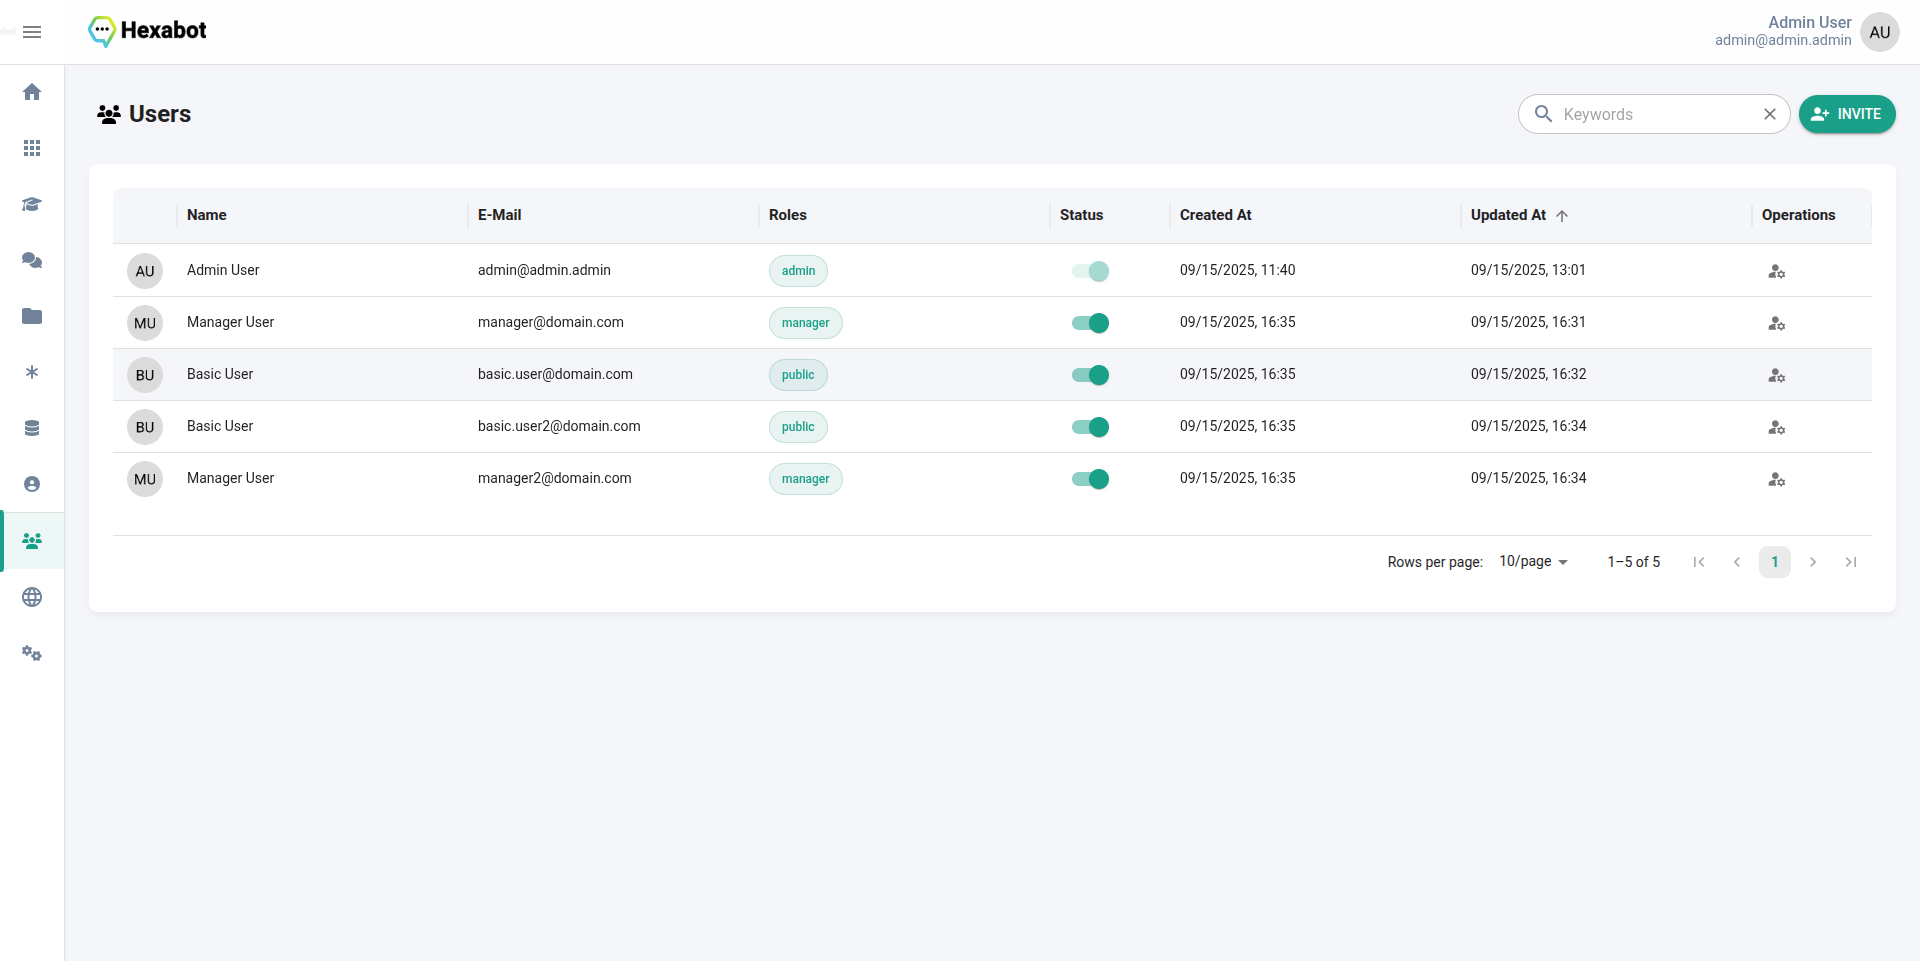 Hexabot
Admin User
admin@admin.admin
AU
Users
Keywords
INVITE
Name E-Mail Roles Status Created At Updated At Operations
AU Admin User admin@admin.admin admin 09/15/2025, 11:40 09/15/2025, 13:01
MU Manager User manager@domain.com manager 09/15/2025, 16:35 09/15/2025, 16:31
BU Basic User basic.user@domain.com public 09/15/2025, 16:35 09/15/2025, 16:32
BU Basic User basic.user2@domain.com public 09/15/2025, 16:35 09/15/2025, 16:34
MU Manager User manager2@domain.com manager 09/15/2025, 16:35 09/15/2025, 16:34
Rows per page: 10/page 1–5 of 5 1